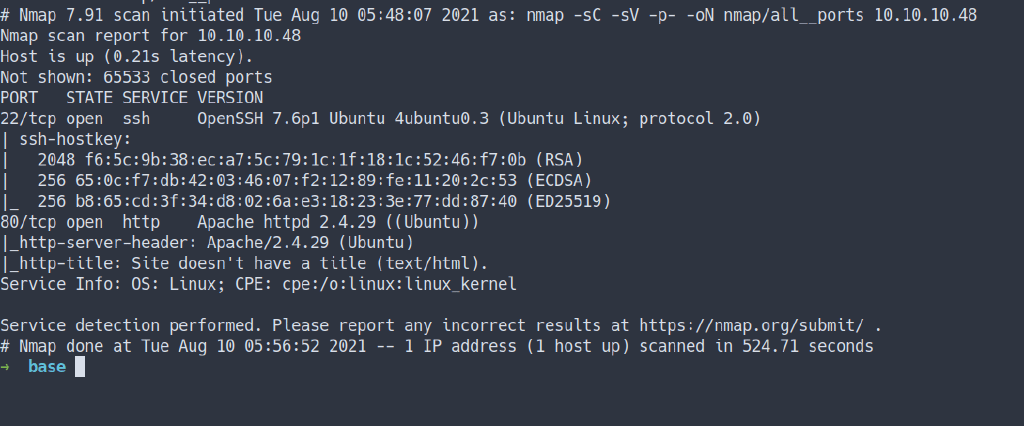 # Nmap 7.91 scan initiated Tue Aug 10 05:48:07 2021 as: nmap -sC -sV -p- -oN nmap/all__ports 10.10.10.48
Nmap scan report for 10.10.10.48
Host is up (0.21s latency).
Not shown: 65533 closed ports
PORT   STATE SERVICE VERSION
22/tcp open  ssh     OpenSSH 7.6p1 Ubuntu 4ubuntu0.3 (Ubuntu Linux; protocol 2.0)
| ssh-hostkey:
|   2048 f6:5c:9b:38:ec:a7:5c:79:1c:1f:18:1c:52:46:f7:0b (RSA)
|   256 65:0c:f7:db:42:03:46:07:f2:12:89:fe:11:20:2c:53 (ECDSA)
|_  256 b8:65:cd:3f:34:d8:02:6a:e3:18:23:3e:77:dd:87:40 (ED25519)
80/tcp open  http    Apache httpd 2.4.29 ((Ubuntu))
|_http-server-header: Apache/2.4.29 (Ubuntu)
|_http-title: Site doesn't have a title (text/html).
Service Info: OS: Linux; CPE: cpe:/o:linux:linux_kernel
Service detection performed. Please report any incorrect results at https://nmap.org/submit/ .
# Nmap done at Tue Aug 10 05:56:52 2021 -- 1 IP address (1 host up) scanned in 524.71 seconds
→  base